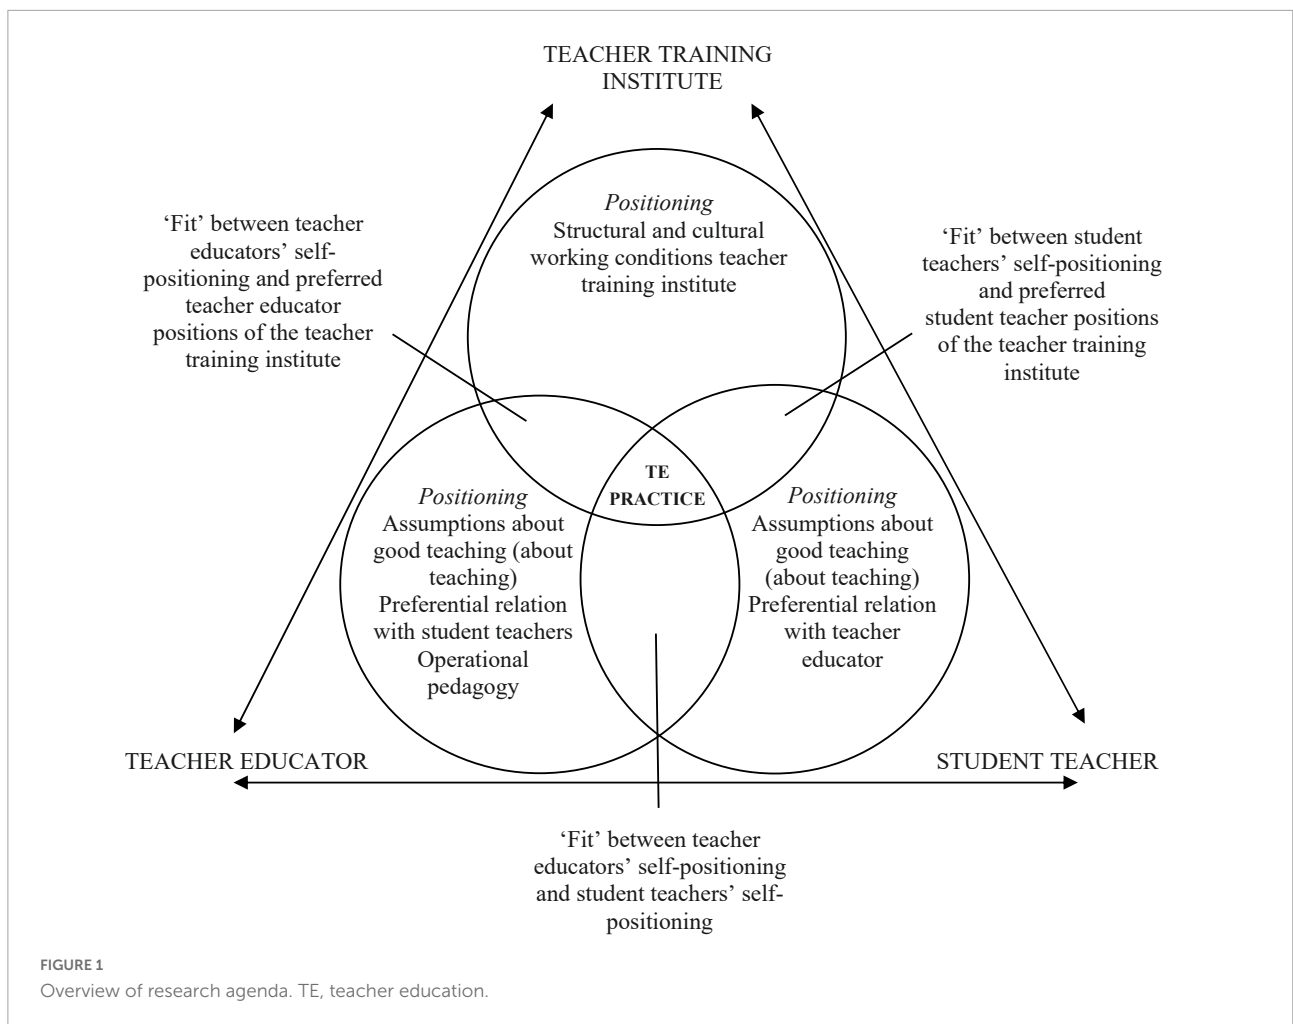 TEACHER TRAINING
INSTITUTE
Positioning
Structural and cultural
working conditions teacher
training institute
‘Fit’ between teacher
educators’ self-
positioning and preferred
teacher educator
positions of the teacher
training institute
‘Fit’ between student
teachers’ self-positioning
and preferred
student teacher positions
of the teacher training
institute
TE
PRACTICE
Positioning
Assumptions about
good teaching (about
teaching)
Preferential relation
with student teachers
Operational
pedagogy
Positioning
Assumptions about
good teaching
(about teaching)
Preferential relation
with teacher
educator
TEACHER EDUCATOR
STUDENT TEACHER
‘Fit’ between teacher
educators’ self-positioning
and student teachers’ self-
positioning
FIGURE 1
Overview of research agenda. TE, teacher education.